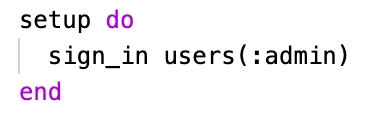 setup do
  sign_in users(:admin)
end